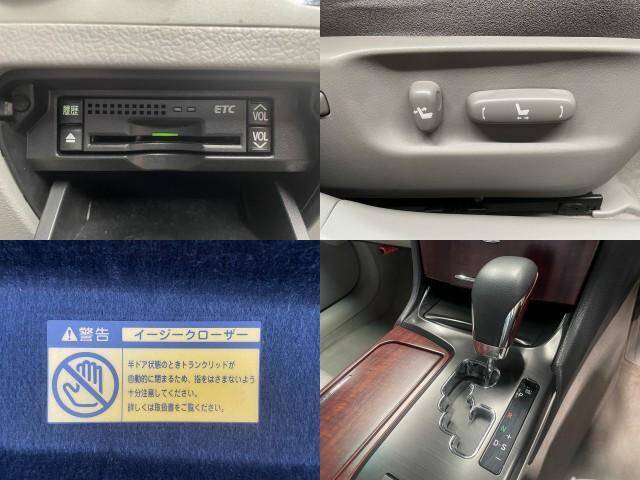 履歴
ETC
VOL
VOL
警告
イージークローザー
半ドア状態のときトランクリッドが
自動的に閉まるため、指をはさまないよう
十分注意してください。
詳しくは取扱書をご覧ください。
P
R
N
D
S
+
−